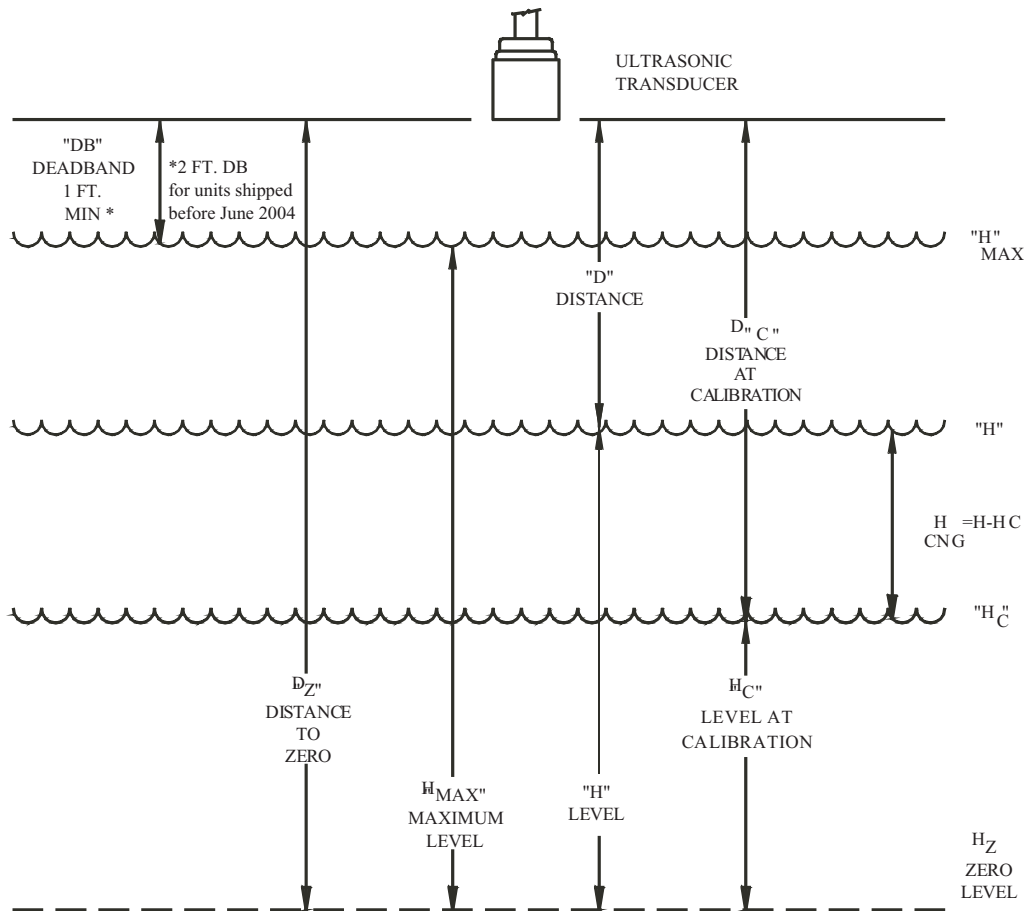 ULTRASONIC
TRANSDUCER
"DB"
DEADBAND
1 FT.
MIN *
*2 FT. DB
for units shipped
before June 2004
"H"
MAX
"D"
DISTANCE
D"C"
DISTANCE
AT
CALIBRATION
"H"
H =H-HC
CNG
"HC"
"DZ"
DISTANCE
TO
ZERO
"HC"
LEVEL AT
CALIBRATION
"HMAX"
MAXIMUM
LEVEL
"H"
LEVEL
HZ
ZERO
LEVEL